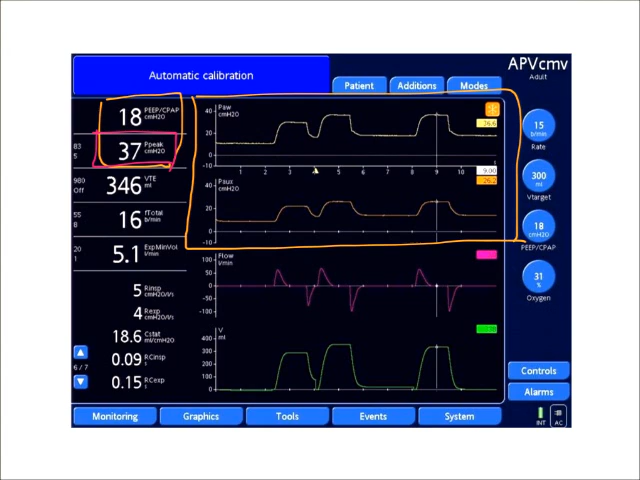 APVcmv
Adult
Automatic calibration
Patient
Additions
Modes
18 PEEP/CPAP
cmH2O
83
5
37 Ppeak
cmH2O
980
Off
346 VTE
ml
55
8
16 fTotal
b/min
20
1
5.1 ExpMinVol
l/min
5 Rinsp
cmH2O/l/s
4 Rexp
cmH2O/l/s
18.6 Cstat
ml/cmH2O
0.09 RCinsp
s
0.15 RCexp
s
6 / 7
Paw
cmH2O
40
20
0
-10
1 2 3 4 5 6 7 8 9 10
9.00
Paux
cmH2O
40
20
0
-10
Flow
l/min
100
50
0
-50
-100
V
ml
400
300
200
100
0
15
b/min
Rate
300
ml
Vtarget
18
cmH2O
PEEP/CPAP
31
%
Oxygen
Controls
Alarms
Monitoring
Graphics
Tools
Events
System
INT
AC